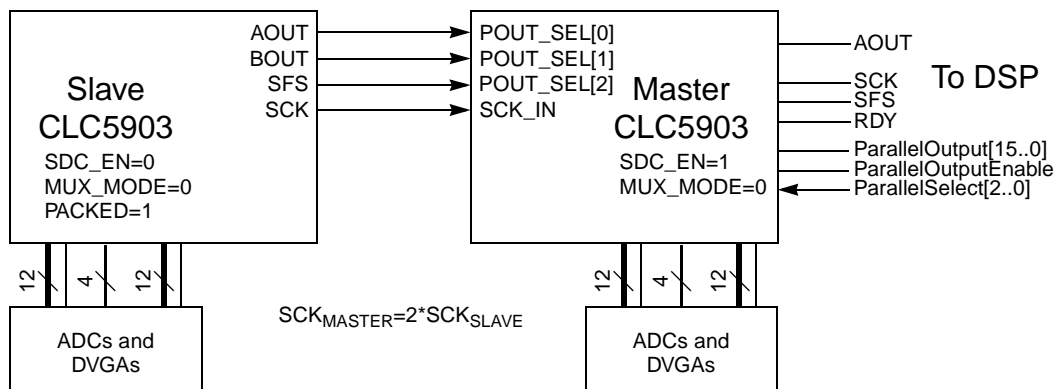 AOUT
BOUT
SFS
SCK
Slave
CLC5903
SDC_EN=0
MUX_MODE=0
PACKED=1
POUT_SEL[0]
POUT_SEL[1]
POUT_SEL[2]
SCK_IN
Master
CLC5903
SDC_EN=1
MUX_MODE=0
AOUT
SCK
SFS
RDY
To DSP
ParallelOutput[15..0]
ParallelOutputEnable
ParallelSelect[2..0]
12
4
12
12
4
12
ADCs and
DVGAs
SCKMASTER=2*SCKSLAVE
ADCs and
DVGAs